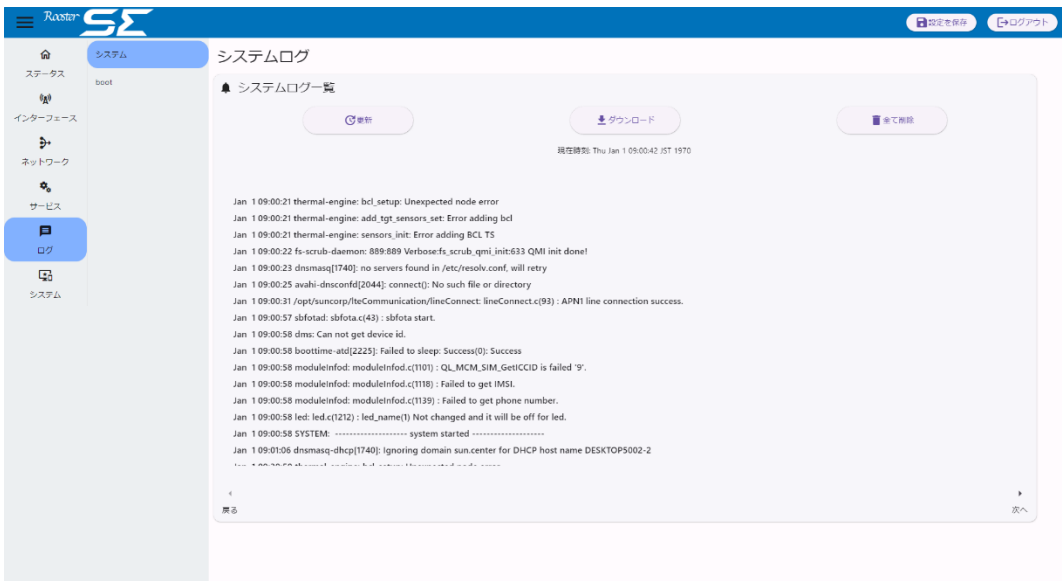 Rooster SΣ
設定を保存
ログアウト
ステータス
インターフェース
ネットワーク
サービス
ログ
システム
システム
boot
システムログ
システムログ一覧
更新
ダウンロード
全て削除
現在時刻: Thu Jan 1 09:00:42 JST 1970
Jan 1 09:00:21 thermal-engine: bcl_setup: Unexpected node error
Jan 1 09:00:21 thermal-engine: add_tgt_sensors_set: Error adding bcl
Jan 1 09:00:21 thermal-engine: sensors_init: Error adding BCL TS
Jan 1 09:00:22 fs-scrub-daemon: 889:889 Verbose:fs_scrub_qmi_init:633 QMI init done!
Jan 1 09:00:23 dnsmasq[1740]: no servers found in /etc/resolv.conf, will retry
Jan 1 09:00:25 avahi-dnsconfd[2044]: connect(): No such file or directory
Jan 1 09:00:31 /opt/suncorp/lteCommunication/lineConnect: lineConnect.c(93) : APN1 line connection success.
Jan 1 09:00:57 sbfotad: sbfota.c(43) : sbfota start.
Jan 1 09:00:58 dms: Can not get device id.
Jan 1 09:00:58 boottime-atd[2225]: Failed to sleep: Success(0): Success
Jan 1 09:00:58 moduleInfod: moduleInfod.c(1101) : QL_MCM_SIM_GetICCID is failed '9'.
Jan 1 09:00:58 moduleInfod: moduleInfod.c(1118) : Failed to get IMSI.
Jan 1 09:00:58 moduleInfod: moduleInfod.c(1139) : Failed to get phone number.
Jan 1 09:00:58 led: led.c(1212) : led_name(1) Not changed and it will be off for led.
Jan 1 09:00:58 SYSTEM: -------------------- system started --------------------
Jan 1 09:01:06 dnsmasq-dhcp[1740]: Ignoring domain sun.center for DHCP host name DESKTOP5002-2
戻る
次へ